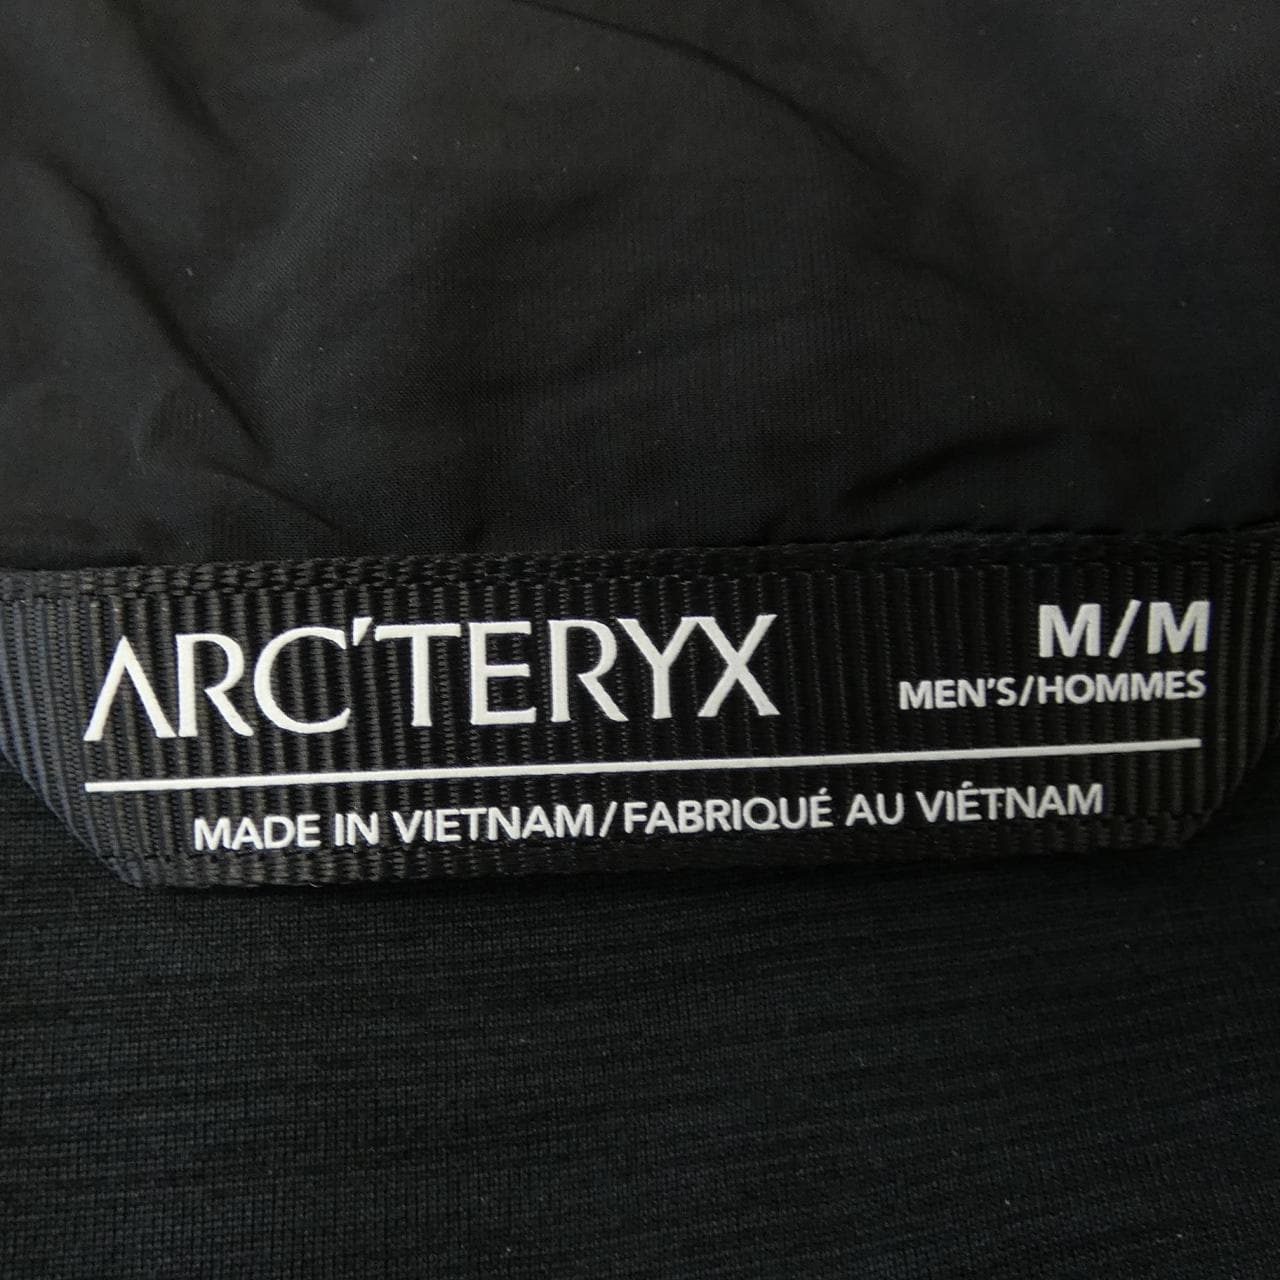 ARC'TERYX
M/M
MEN'S/HOMMES
MADE IN VIETNAM/FABRIQUÉ AU VIÊTNAM